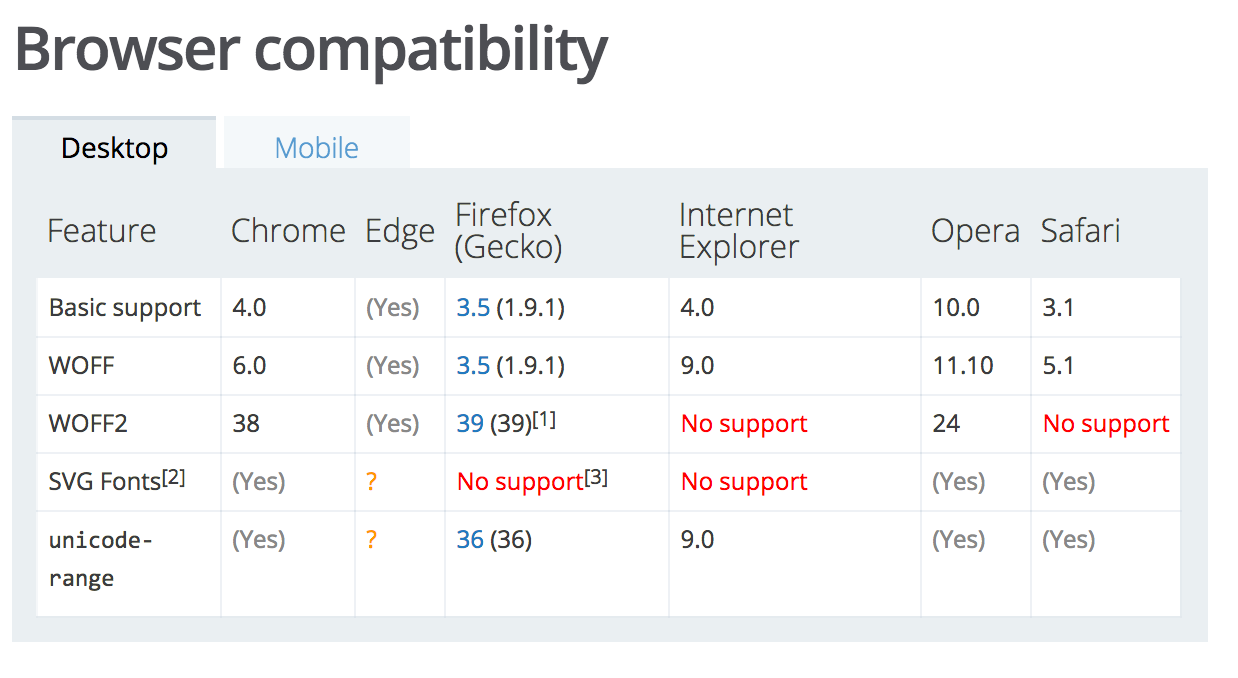 Browser compatibility
Desktop Mobile
Feature Chrome Edge Firefox (Gecko) Internet Explorer Opera Safari
Basic support 4.0 (Yes) 3.5 (1.9.1) 4.0 10.0 3.1
WOFF 6.0 (Yes) 3.5 (1.9.1) 9.0 11.10 5.1
WOFF2 38 (Yes) 39 (39)[1] No support 24 No support
SVG Fonts[2] (Yes) ? No support[3] No support (Yes) (Yes)
unicode-range (Yes) ? 36 (36) 9.0 (Yes) (Yes)